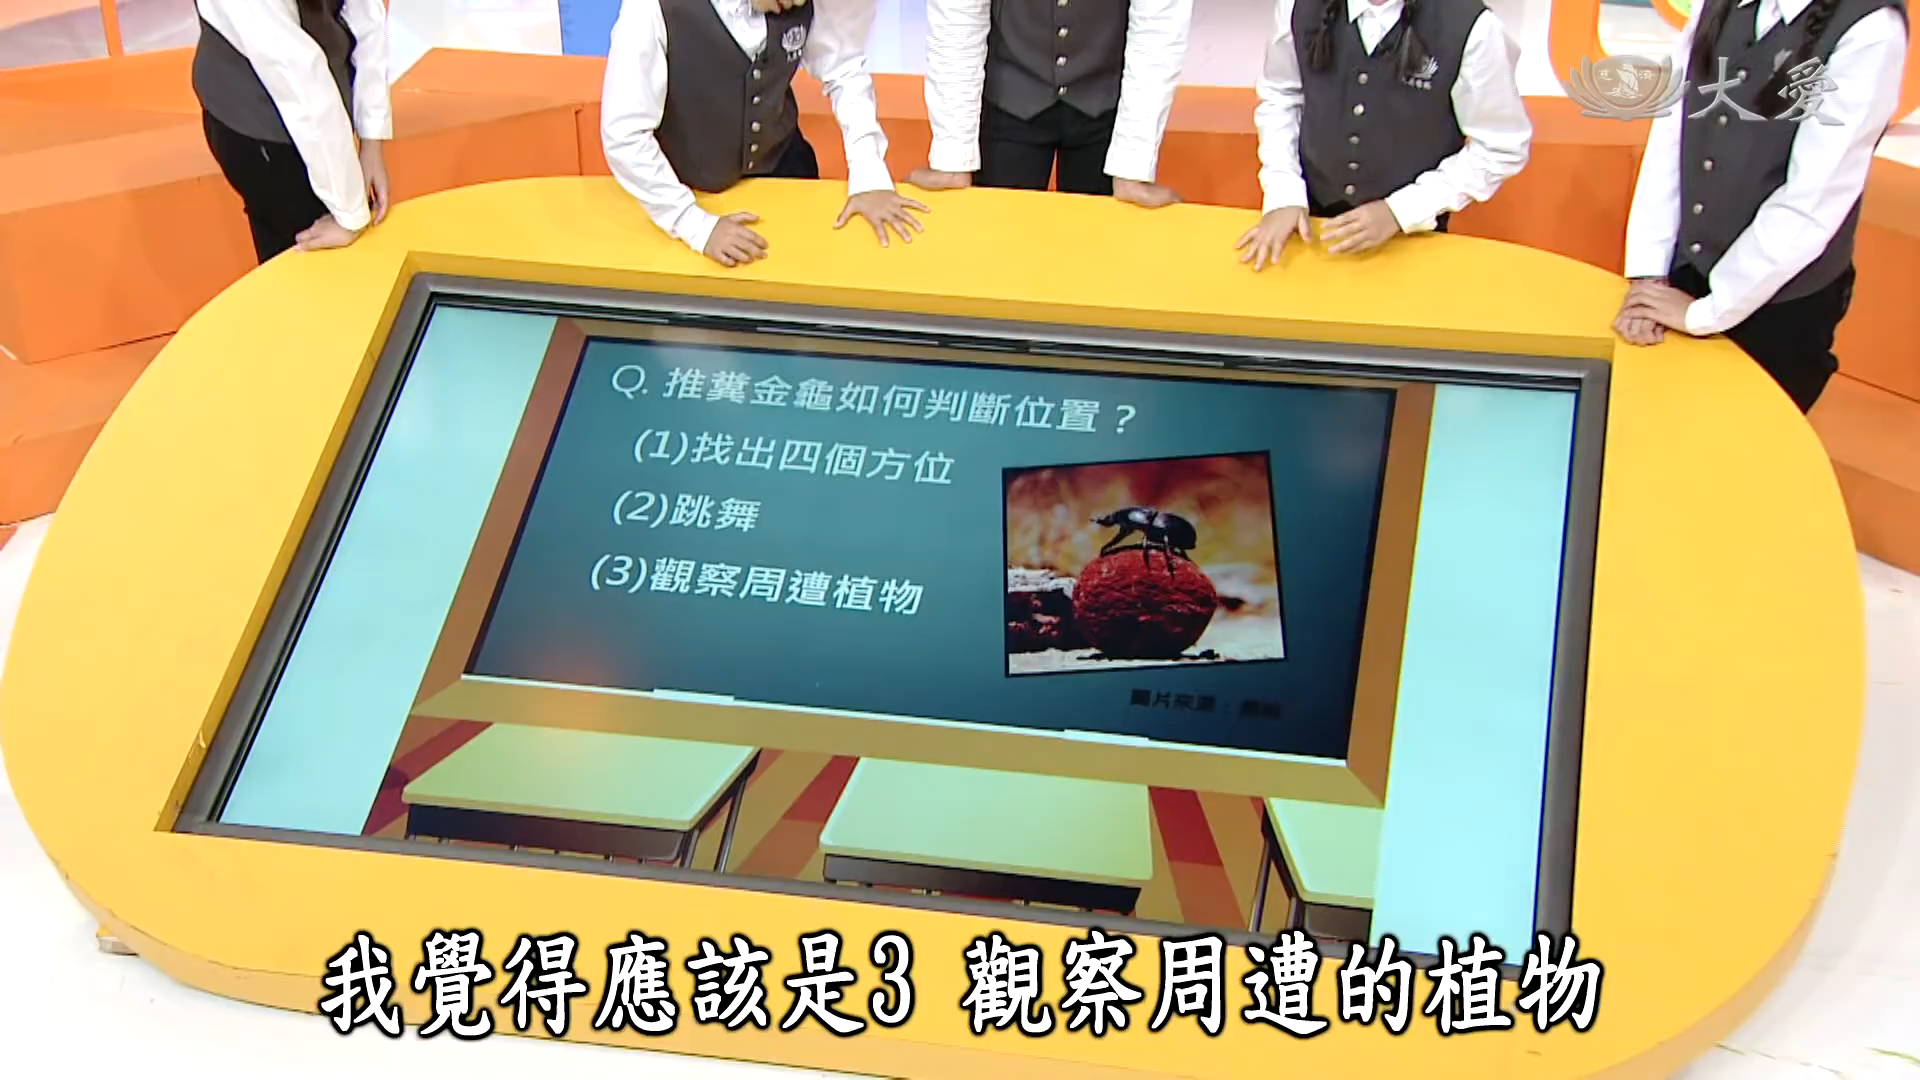 大愛
Q. 推糞金龜如何判斷位置？
(1)找出四個方位
(2)跳舞
(3)觀察周遭植物
我覺得應該是3 觀察周遭的植物